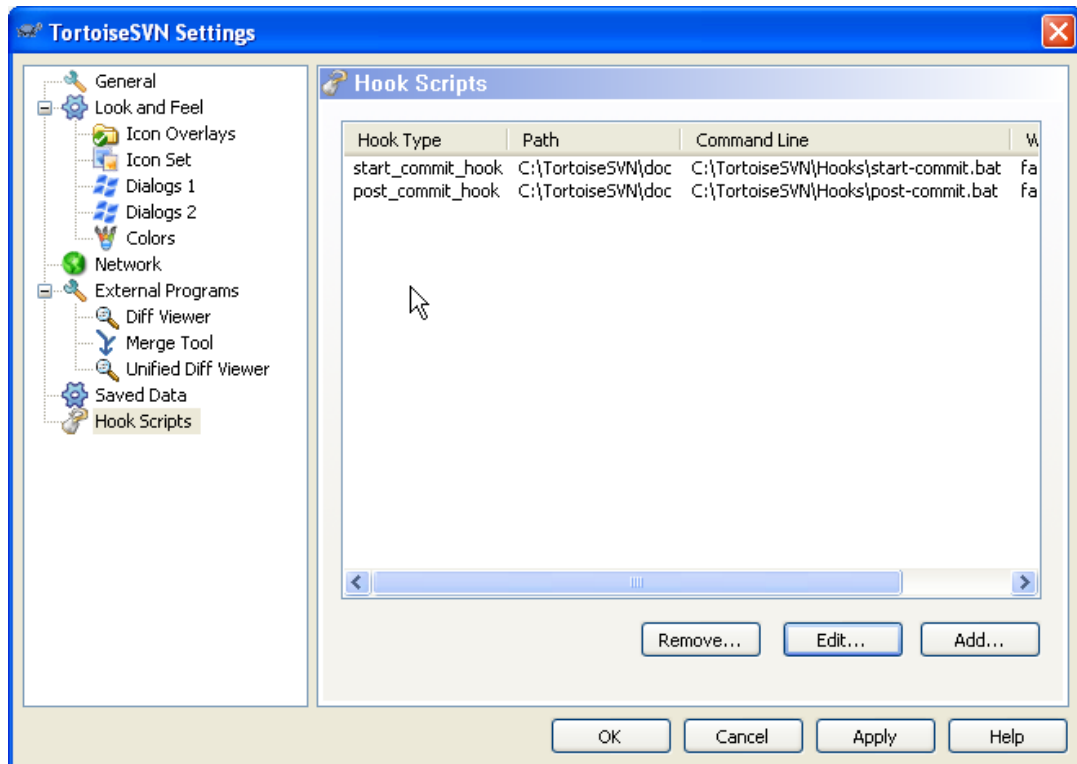 TortoiseSVN Settings
General
Look and Feel
Icon Overlays
Icon Set
Dialogs 1
Dialogs 2
Colors
Network
External Programs
Diff Viewer
Merge Tool
Unified Diff Viewer
Saved Data
Hook Scripts
Hook Scripts
Hook Type Path Command Line W
start_commit_hook C:\TortoiseSVN\doc C:\TortoiseSVN\Hooks\start-commit.bat fa
post_commit_hook C:\TortoiseSVN\doc C:\TortoiseSVN\Hooks\post-commit.bat fa
Remove... Edit... Add...
OK Cancel Apply Help